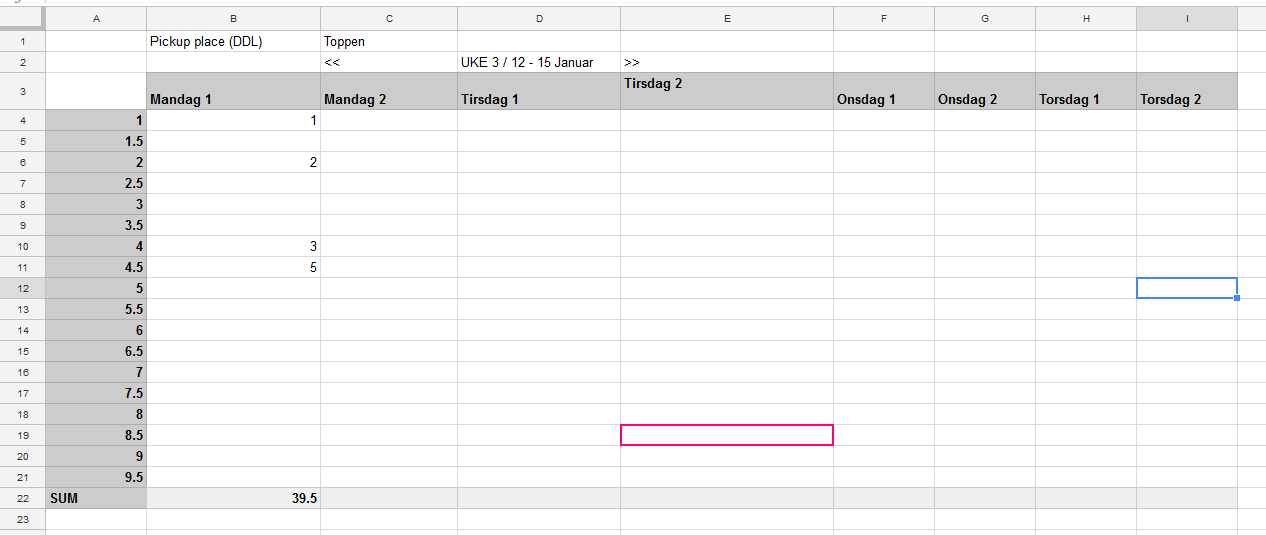 A B C D E F G H I
1 Pickup place (DDL) Toppen
2 << UKE 3 / 12 - 15 Januar >>
3 Mandag 1 Mandag 2 Tirsdag 1 Tirsdag 2 Onsdag 1 Onsdag 2 Torsdag 1 Torsdag 2
4 1 1
5 1.5
6 2 2
7 2.5
8 3
9 3.5
10 4 3
11 4.5 5
12 5
13 5.5
14 6
15 6.5
16 7
17 7.5
18 8
19 8.5
20 9
21 9.5
22 SUM 39.5
23